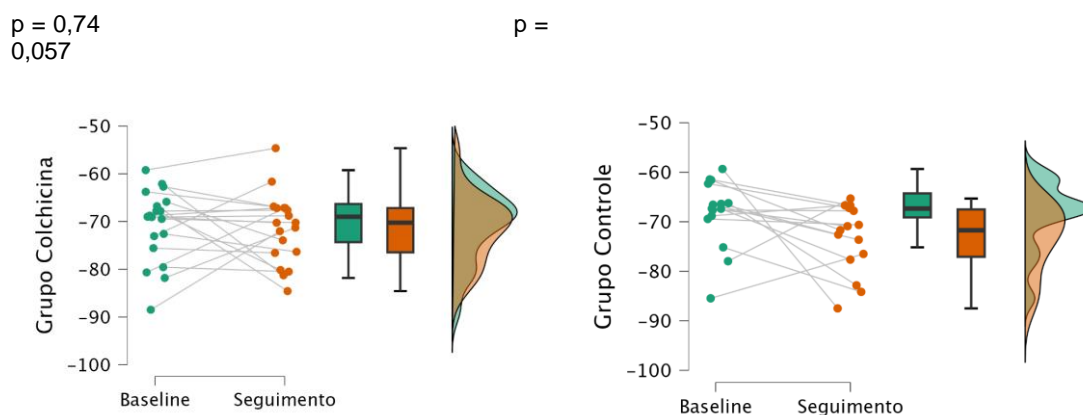 p = 0,74 p =
0,057
Grupo Colchicina
-50
-60
-70
-80
-90
-100
Baseline Seguimento
Grupo Controle
-50
-60
-70
-80
-90
-100
Baseline Seguimento